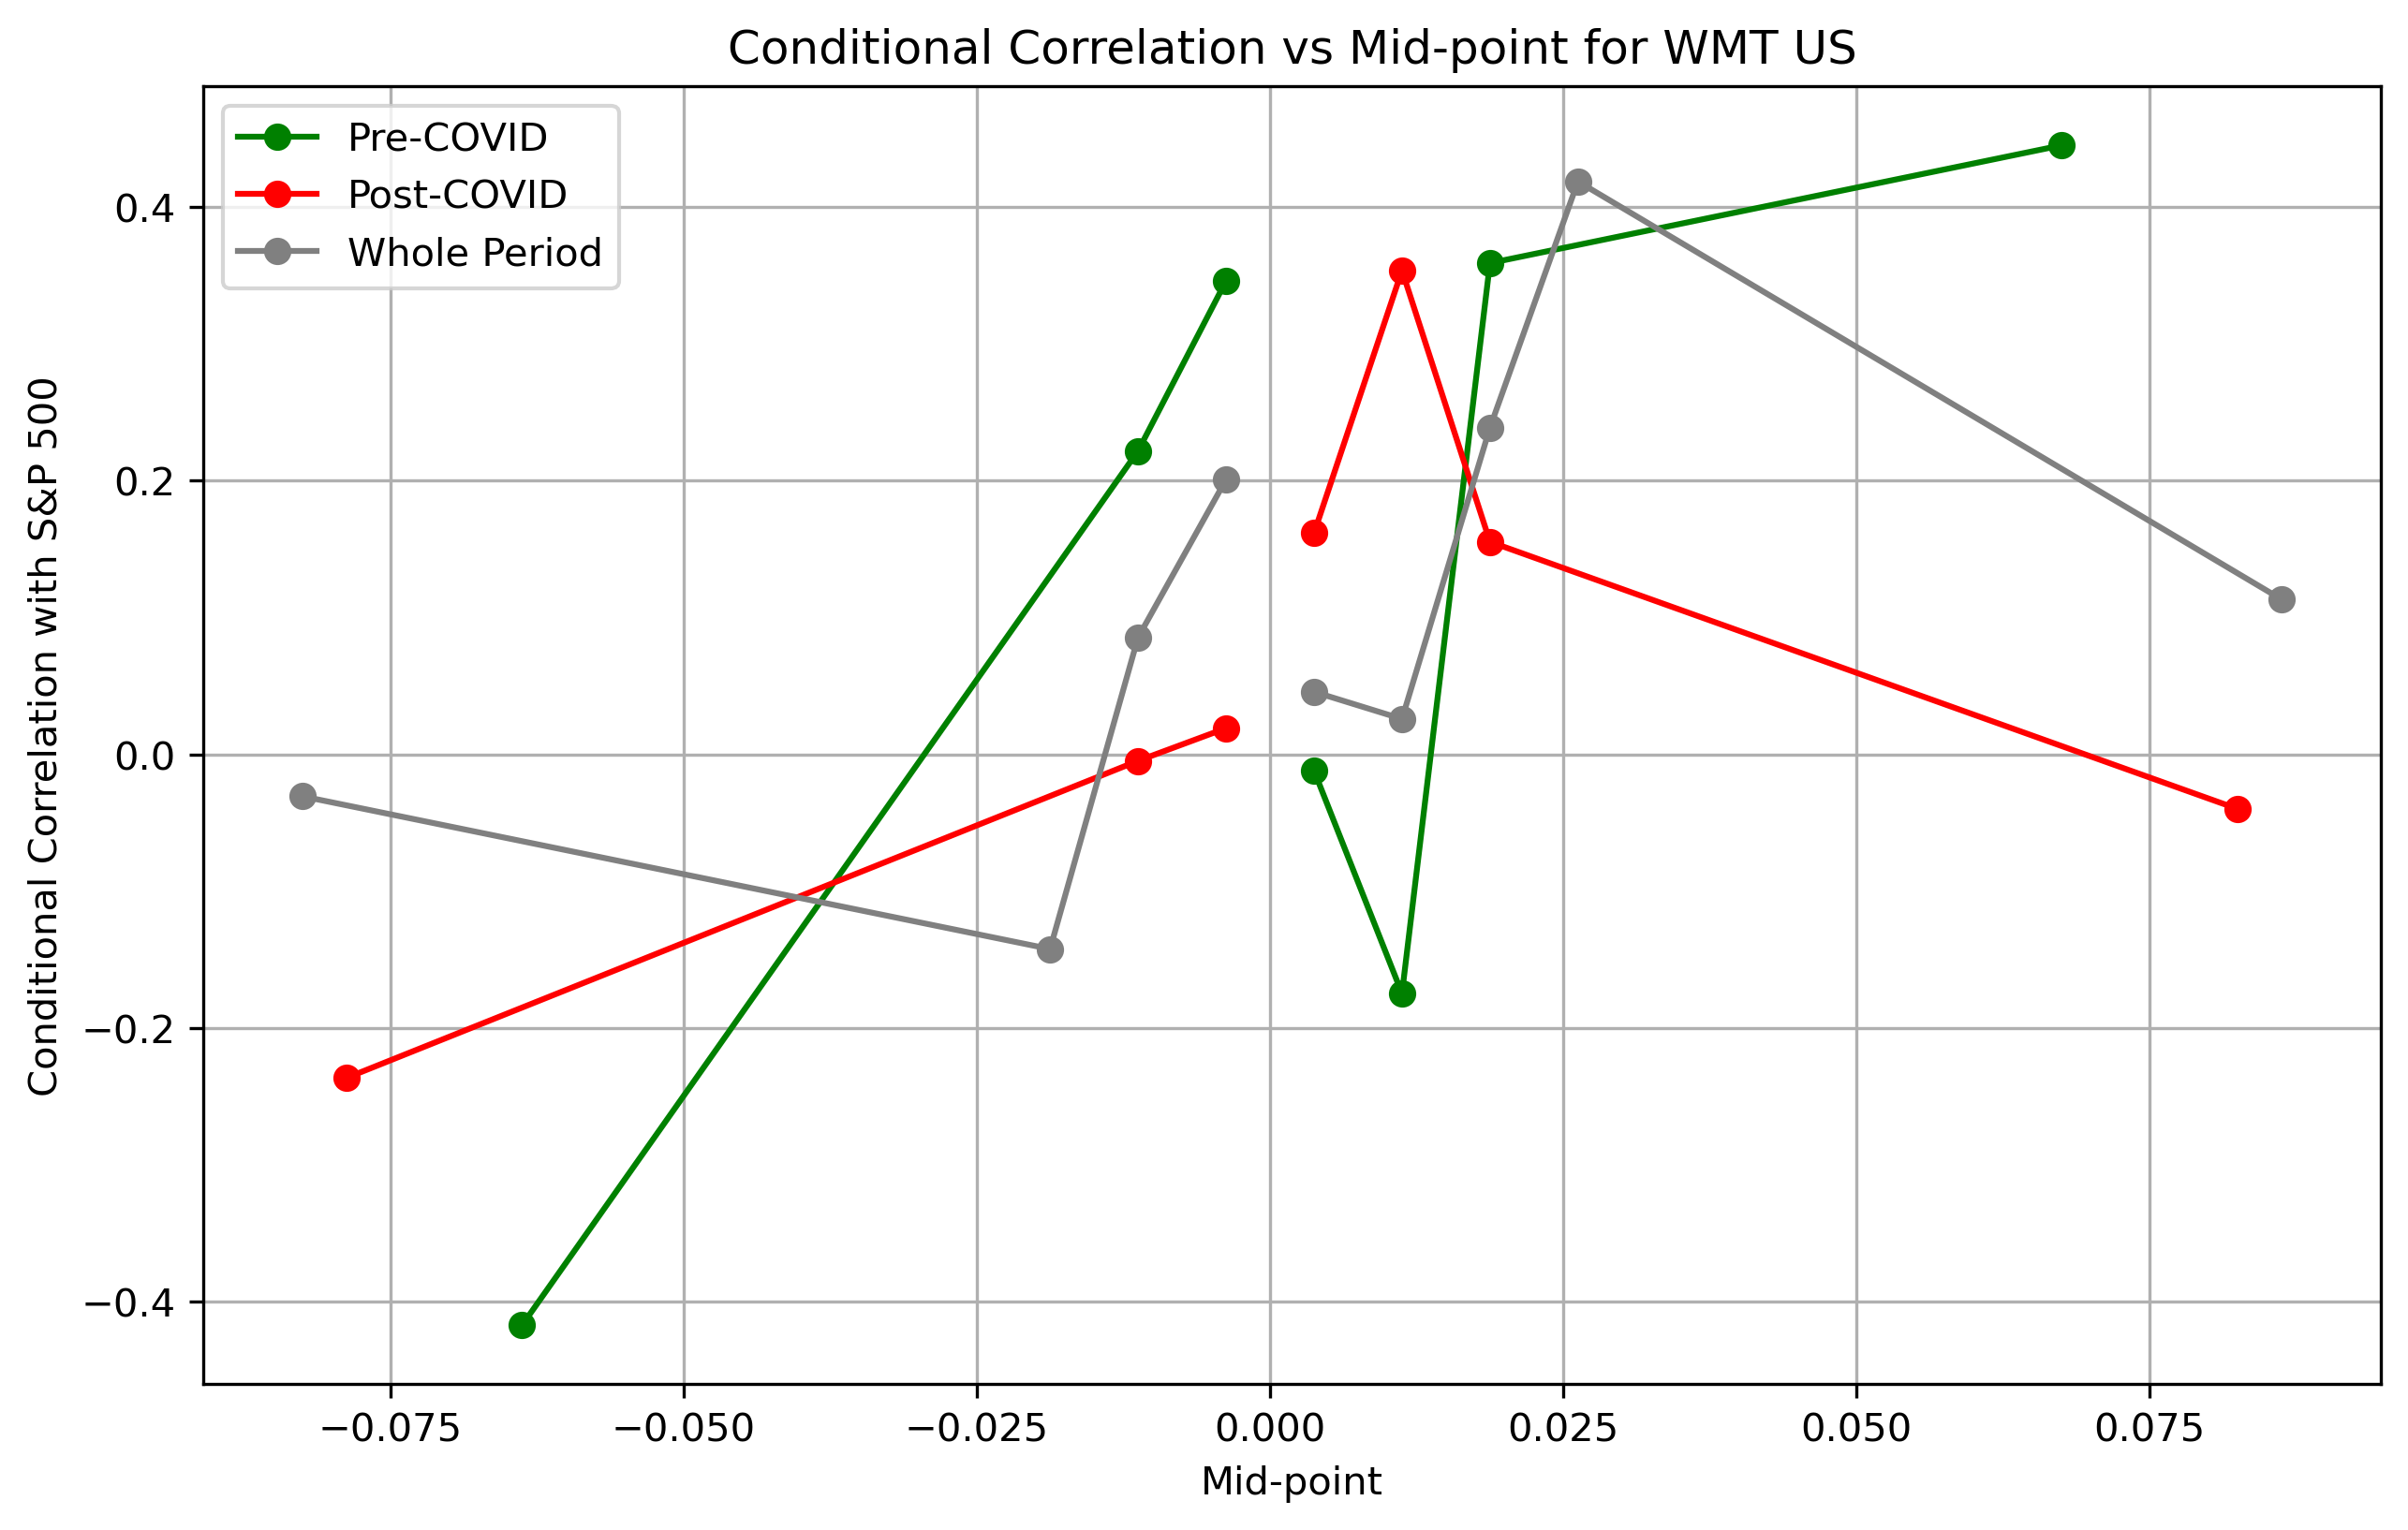 Conditional Correlation vs Mid-point for WMT US
Pre-COVID
Post-COVID
Whole Period
Conditional Correlation with S&P 500
0.4
0.2
0.0
−0.2
−0.4
−0.075
−0.050
−0.025
0.000
0.025
0.050
0.075
Mid-point